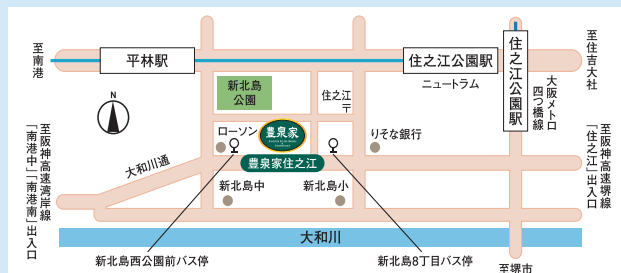 至南港
平林駅
住之江公園駅
ニュートラム
住之江公園駅
大阪メトロ
四つ橋線
至住吉大社
N
新北島
公園
住之江
〒
ローソン
豊泉家
りそな銀行
豊泉家住之江
至阪神高速湾岸線
「南港中」「南港南」出入口
大和川通
新北島中
新北島小
至阪神高速堺線
「住之江」出入口
大和川
新北島西公園前バス停
新北島8丁目バス停
至堺市